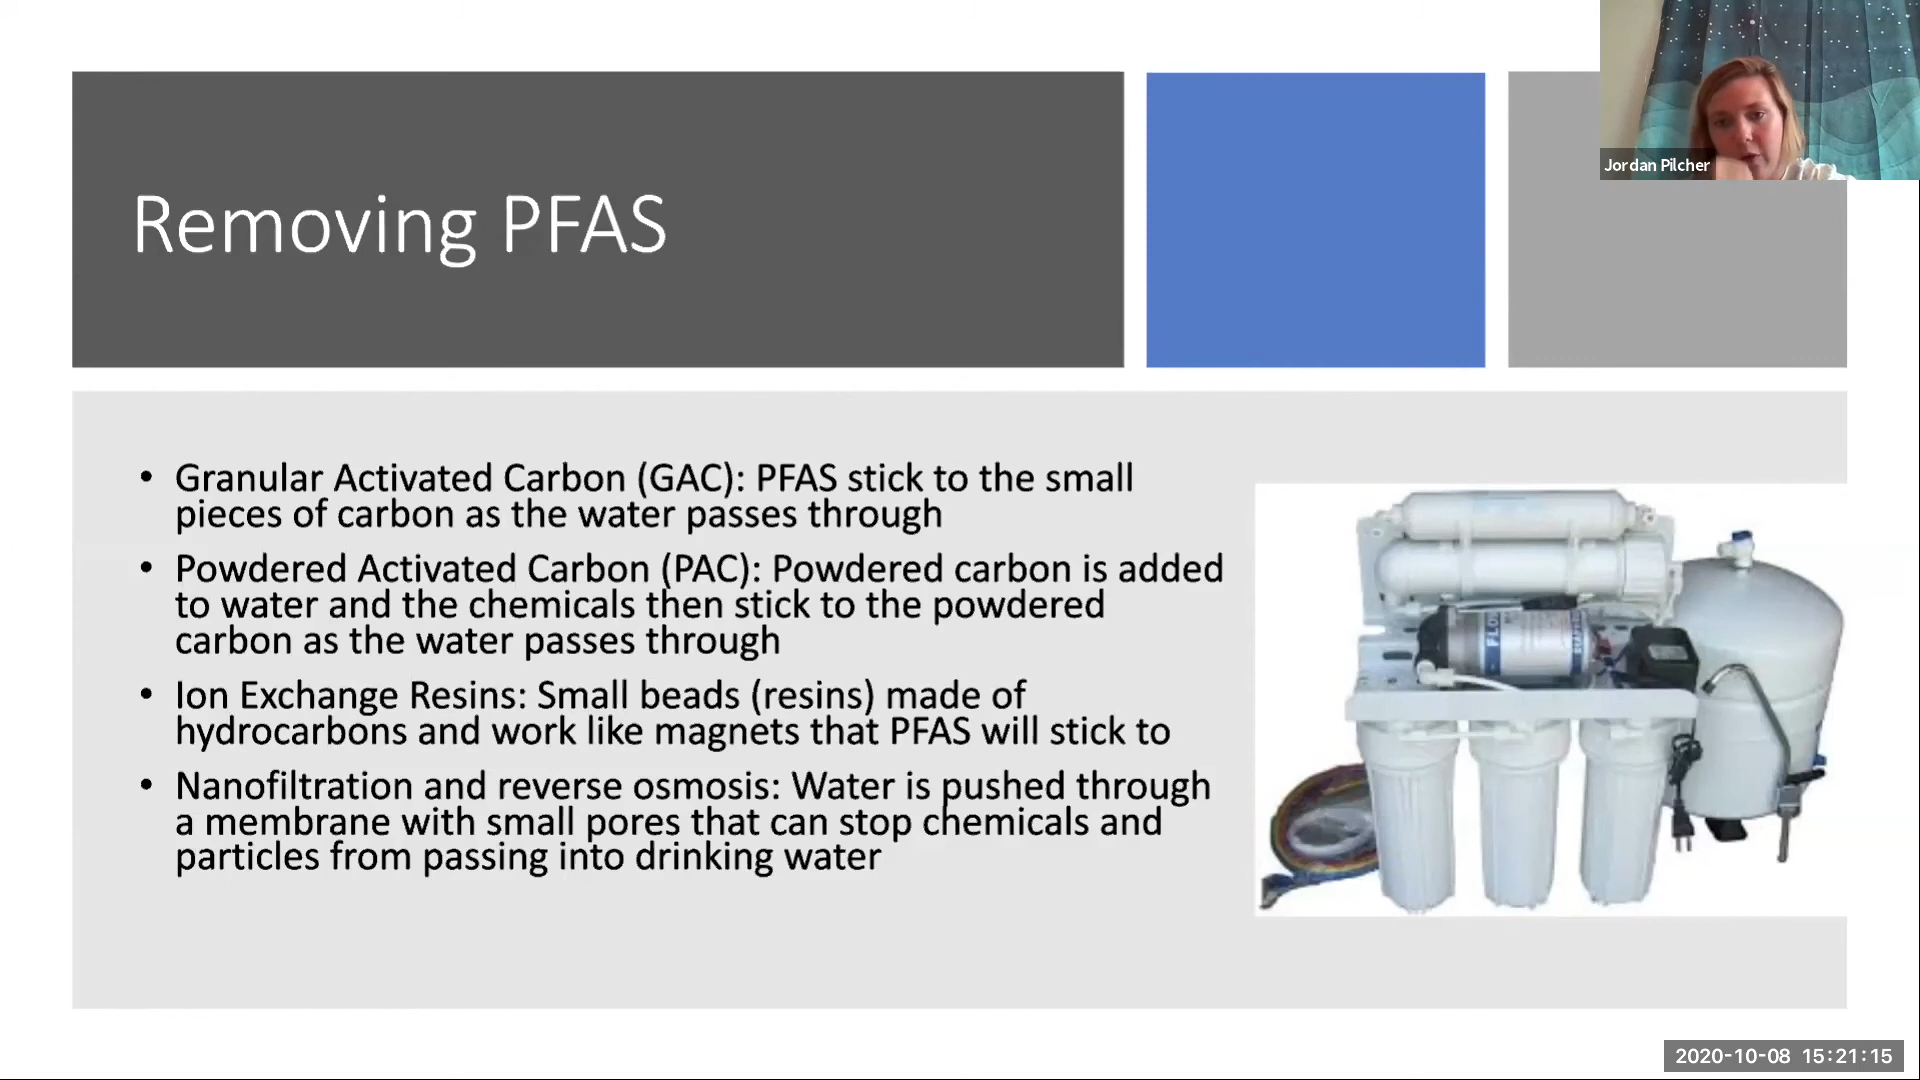 Jordan Pilcher
Removing PFAS
• Granular Activated Carbon (GAC): PFAS stick to the small
pieces of carbon as the water passes through
• Powdered Activated Carbon (PAC): Powdered carbon is added
to water and the chemicals then stick to the powdered
carbon as the water passes through
• Ion Exchange Resins: Small beads (resins) made of
hydrocarbons and work like magnets that PFAS will stick to
• Nanofiltration and reverse osmosis: Water is pushed through
a membrane with small pores that can stop chemicals and
particles from passing into drinking water
2020-10-08 15:21:15